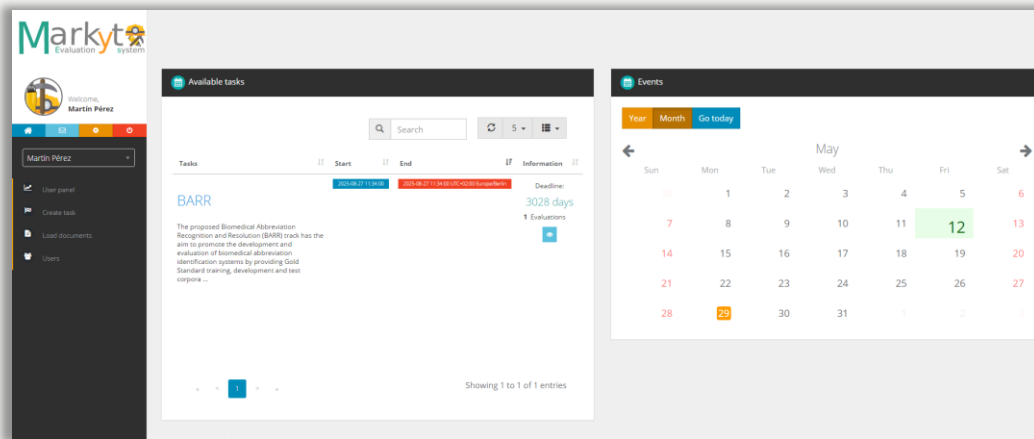 Markyt
Evaluation system
Welcome,
Martín Pérez
Martín Pérez
User panel
Create task
Load documents
Users
Available tasks
Search
5
Tasks
Start
End
Information
BARR
2025-08-27 11:34:00
2025-08-27 11:34:00 UTC+02:00 Europe/Berlin
Deadline:
3028 days
1 Evaluations
The proposed Biomedical Abbreviation
Recognition and Resolution (BARR) track has the
aim to promote the development and
evaluation of biomedical abbreviation
identification systems by providing Gold
Standard training, development and test
corpora ...
« < 1 > »
Showing 1 to 1 of 1 entries
Events
Year Month Go today
May
Sun Mon Tue Wed Thu Fri Sat
1 2 3 4 5 6
7 8 9 10 11 12 13
14 15 16 17 18 19 20
21 22 23 24 25 26 27
28 29 30 31 1 2 3